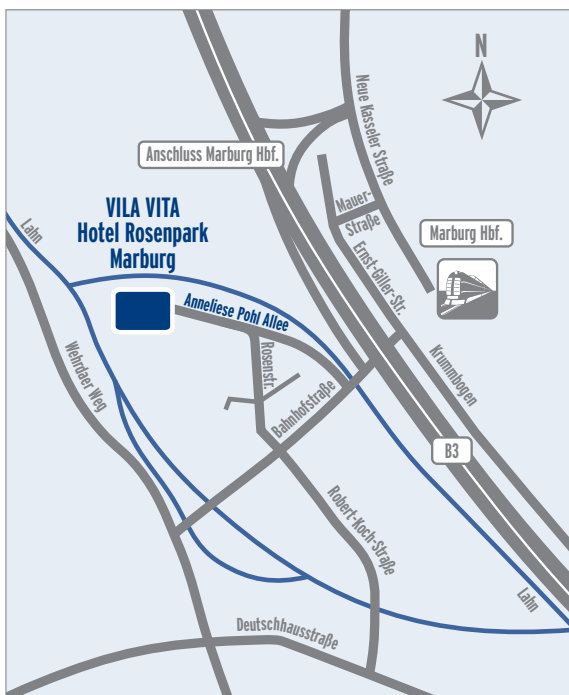 N
Neue Kasseler Straße
Anschluss Marburg Hbf.
Mauer-
Straße
VILA VITA
Hotel Rosenpark
Marburg
Lahn
Marburg Hbf.
Ernst-Giller-Str.
Anneliese Pohl Allee
Krummbogen
Wehrdaer Weg
Rosenstr.
Bahnhofstraße
B3
Robert-Koch-Straße
Lahn
Deutschhausstraße